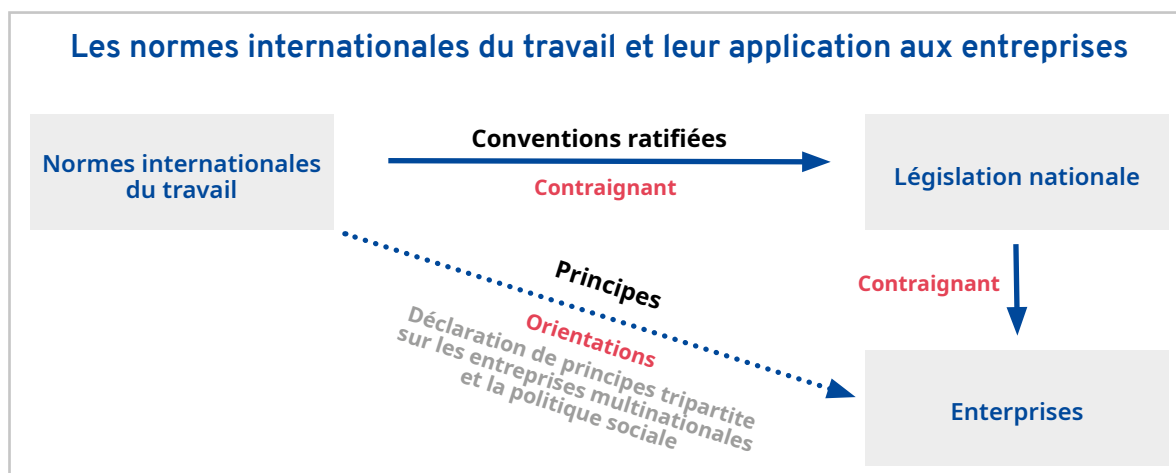 Les normes internationales du travail et leur application aux entreprises
Normes internationales
du travail
Conventions ratifiées
Contraignant
Législation nationale
Contraignant
Principes
Orientations
Déclaration de principes tripartite
sur les entreprises multinationales
et la politique sociale
Enterprises